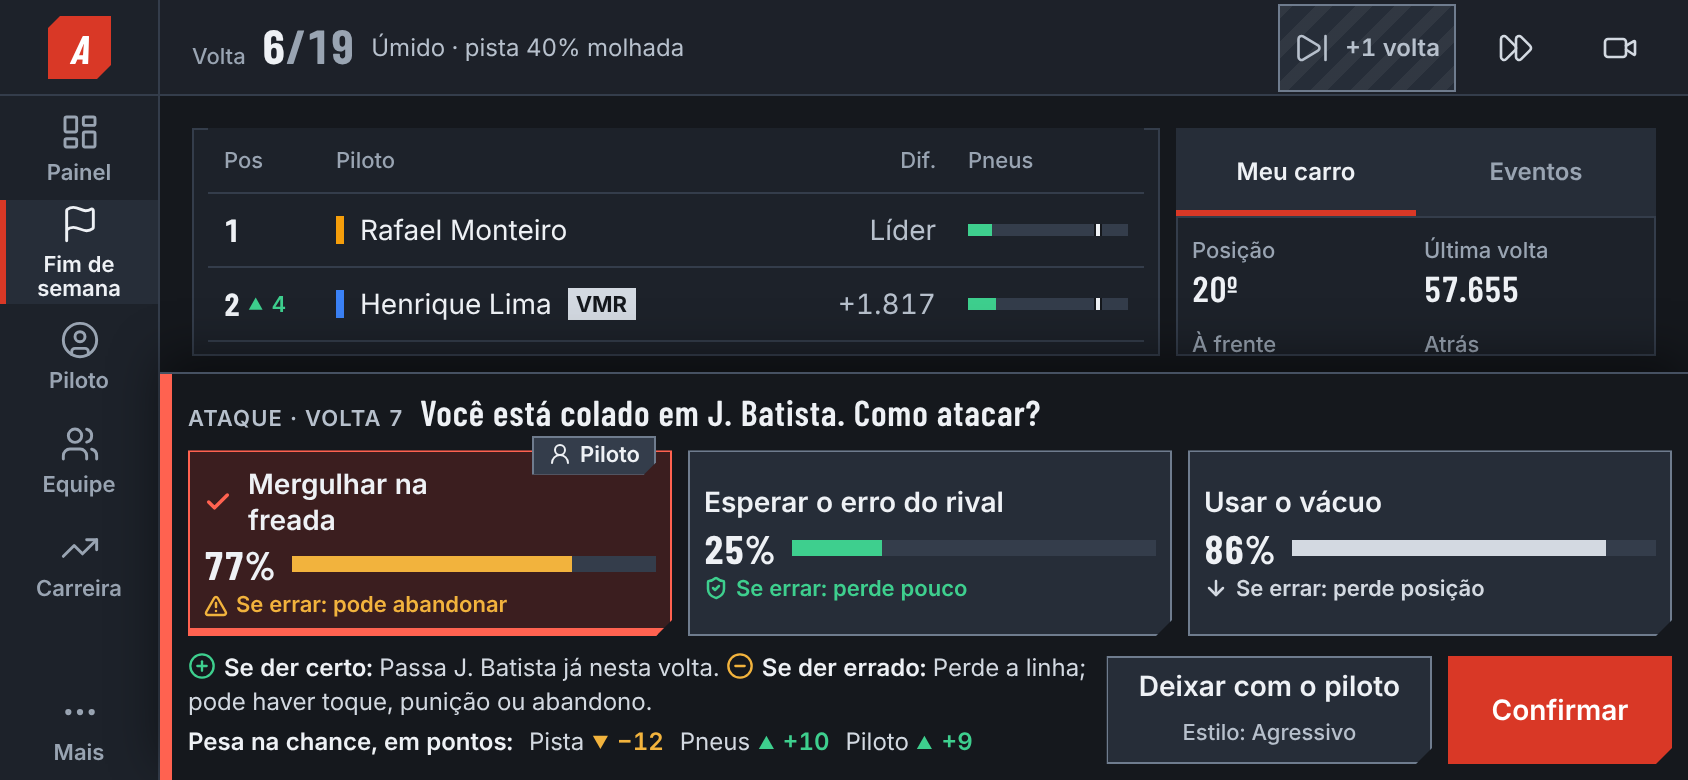 A
Volta 6/19 Úmido · pista 40% molhada
+1 volta
Painel
Fim de
semana
Piloto
Equipe
Carreira
Mais
Pos Piloto Dif. Pneus
1 Rafael Monteiro Líder
2 ▲ 4 Henrique Lima VMR +1.817
Meu carro Eventos
Posição Última volta
20º 57.655
À frente Atrás
ATAQUE · VOLTA 7 Você está colado em J. Batista. Como atacar?
Piloto
Mergulhar na
freada
77%
Se errar: pode abandonar
Esperar o erro do rival
25%
Se errar: perde pouco
Usar o vácuo
86%
Se errar: perde posição
Se der certo: Passa J. Batista já nesta volta. Se der errado: Perde a linha;
pode haver toque, punição ou abandono.
Pesa na chance, em pontos: Pista ▼ −12 Pneus ▲ +10 Piloto ▲ +9
Deixar com o piloto
Estilo: Agressivo
Confirmar